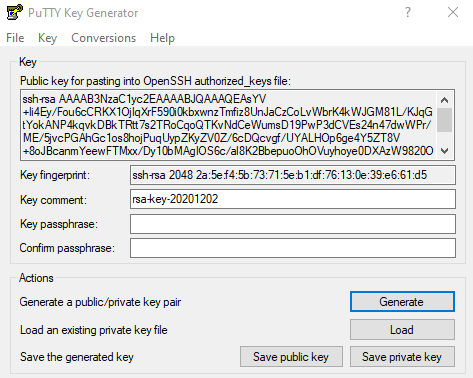 PuTTY Key Generator
File Key Conversions Help
Key
Public key for pasting into OpenSSH authorized_keys file:
ssh-rsa AAAAB3NzaC1yc2EAAAABJQAAAQEAsYV
+li4Ey/Fou6cCRKX1OjlqXrF590i0kbxwnzTmfiz8UnJaCzCoLvWbrK4kWJGM81L/KJqG
tYokANP4kqvkDBkTRtt7s2TRoCqoQTKvNdCeWumsD19PwP3dCVEs24n47dwWPr/
ME/5jvcPGAhGc1os8hojPuqUypZKyZV0Z/6cDQcvgf/UYALHOp6ge4Y5ZT8V
+8oJBcanmYeewFTMxx/Dy10bMAglOS6c/al8K2BbepuoOhOVuyhoye0DXAzW9820O
Key fingerprint: ssh-rsa 2048 2a:5e:f4:5b:73:71:5e:b1:df:76:13:0e:39:e6:61:d5
Key comment: rsa-key-20201202
Key passphrase:
Confirm passphrase:
Actions
Generate a public/private key pair Generate
Load an existing private key file Load
Save the generated key Save public key Save private key